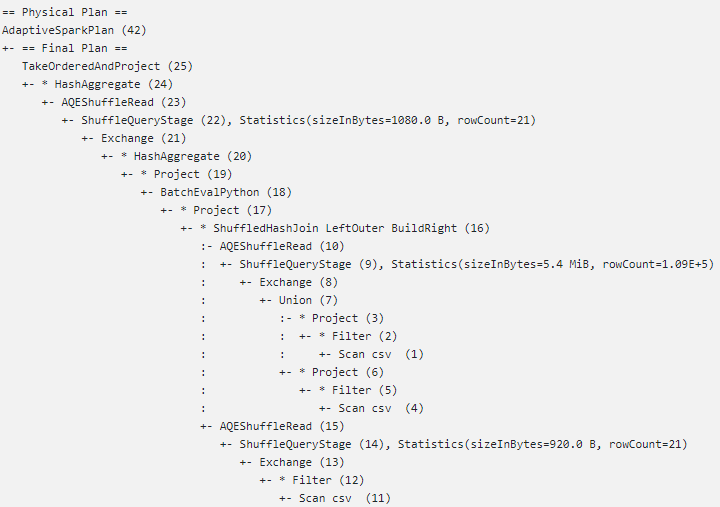 == Physical Plan ==
AdaptiveSparkPlan (42)
+- == Final Plan ==
   TakeOrderedAndProject (25)
   +- * HashAggregate (24)
      +- AQEShuffleRead (23)
         +- ShuffleQueryStage (22), Statistics(sizeInBytes=1080.0 B, rowCount=21)
            +- Exchange (21)
               +- * HashAggregate (20)
                  +- * Project (19)
                     +- BatchEvalPython (18)
                        +- * Project (17)
                           +- * ShuffledHashJoin LeftOuter BuildRight (16)
                              :- AQEShuffleRead (10)
                              :  +- ShuffleQueryStage (9), Statistics(sizeInBytes=5.4 MiB, rowCount=1.09E+5)
                              :     +- Exchange (8)
                              :        +- Union (7)
                              :           :- * Project (3)
                              :           :  +- * Filter (2)
                              :           :     +- Scan csv  (1)
                              :           +- * Project (6)
                              :              +- * Filter (5)
                              :                 +- Scan csv  (4)
                              +- AQEShuffleRead (15)
                                 +- ShuffleQueryStage (14), Statistics(sizeInBytes=920.0 B, rowCount=21)
                                    +- Exchange (13)
                                       +- * Filter (12)
                                          +- Scan csv  (11)